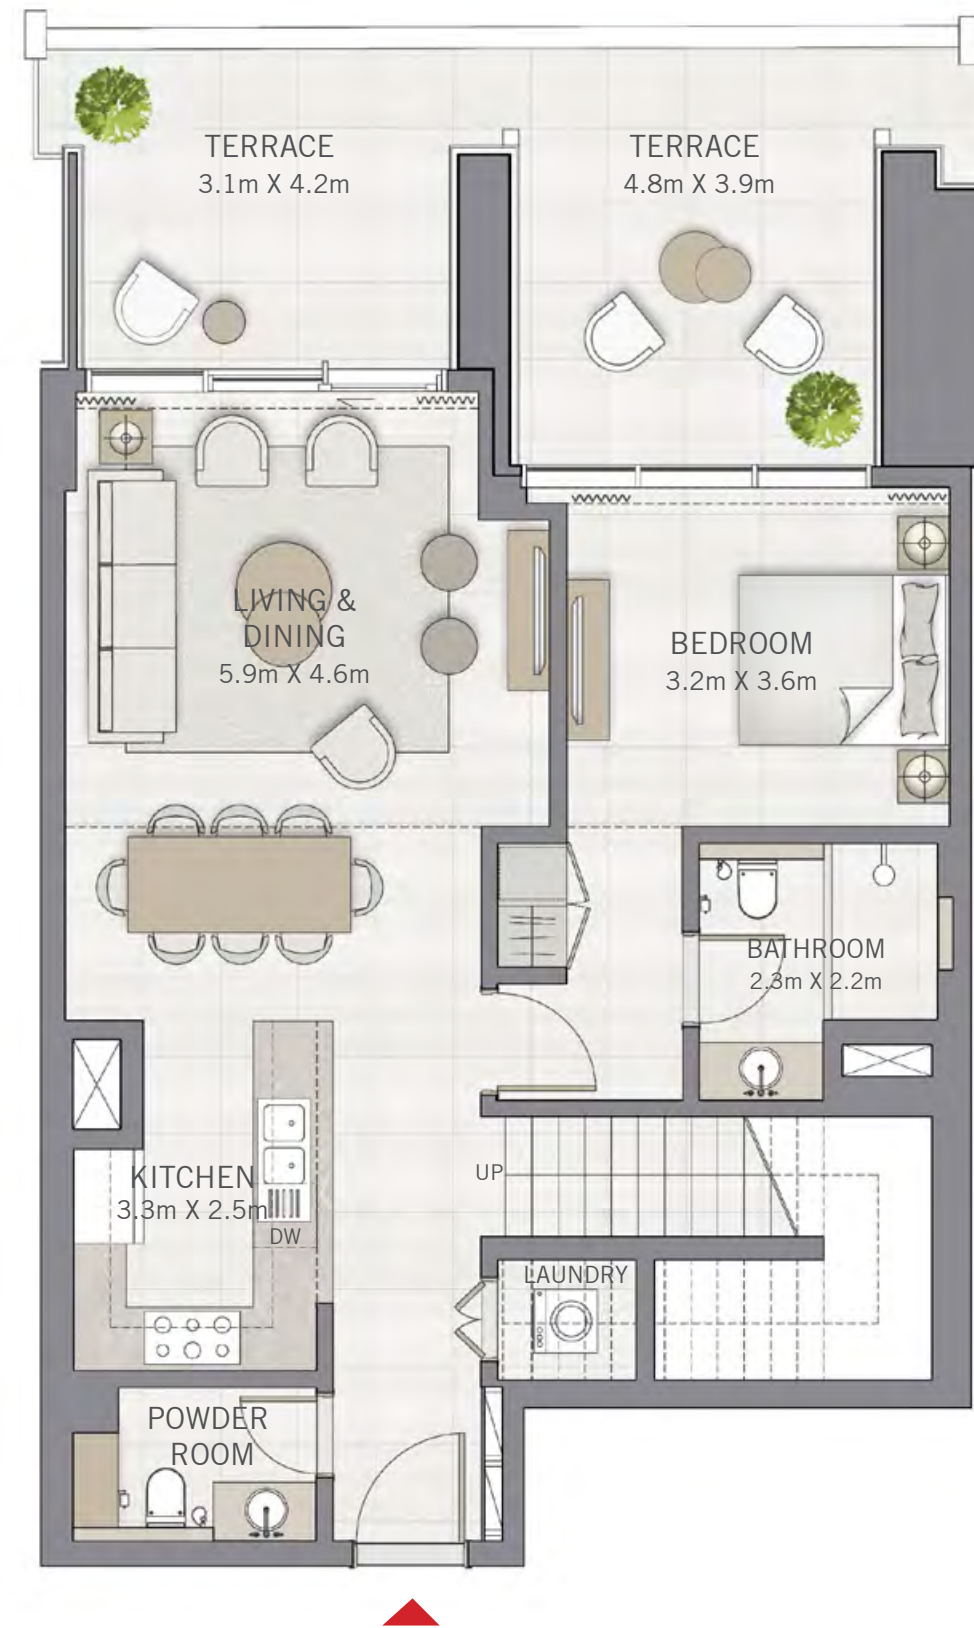 TERRACE
3.1m X 4.2m
TERRACE
4.8m X 3.9m
LIVING &
DINING
5.9m X 4.6m
BEDROOM
3.2m X 3.6m
BATHROOM
2.3m X 2.2m
KITCHEN
3.3m X 2.5m
DW
UP
LAUNDRY
POWDER
ROOM